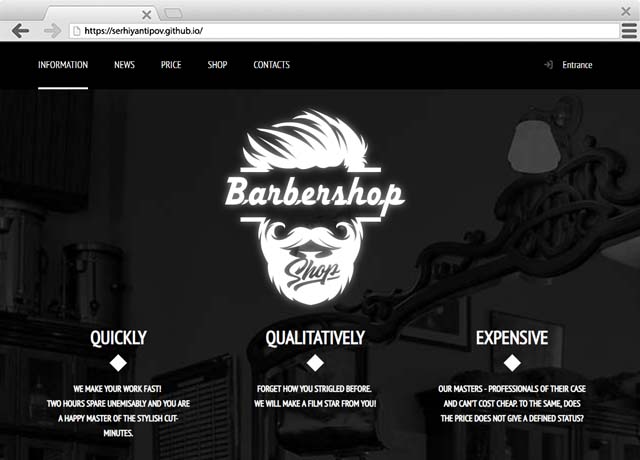 https://serhiyantipov.github.io/
INFORMATION NEWS PRICE SHOP CONTACTS Entrance
Barbershop
Shop
QUICKLY QUALITATIVELY EXPENSIVE
WE MAKE YOUR WORK FAST!
TWO HOURS SPARE UNEMISABLY AND YOU ARE
A HAPPY MASTER OF THE STYLISH CUT-
MINUTES.
FORGET HOW YOU STRIGLED BEFORE.
WE WILL MAKE A FILM STAR FROM YOU!
OUR MASTERS - PROFESSIONALS OF THEIR CASE
AND CAN'T COST CHEAP. TO THE SAME, DOES
THE PRICE DOES NOT GIVE A DEFINED STATUS?